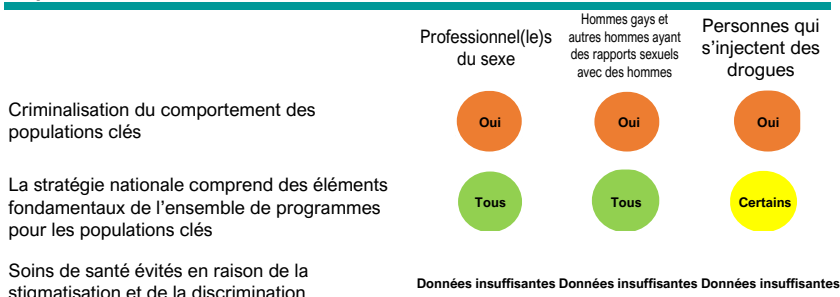 Professionnel(le)s
du sexe
Hommes gays et
autres hommes ayant
des rapports sexuels
avec des hommes
Personnes qui
s'injectent des
drogues
Criminalisation du comportement des
populations clés
Oui
Oui
Oui
La stratégie nationale comprend des éléments
fondamentaux de l'ensemble de programmes
pour les populations clés
Tous
Tous
Certains
Soins de santé évités en raison de la
stigmatisation et de la discrimination
Données insuffisantes Données insuffisantes Données insuffisantes